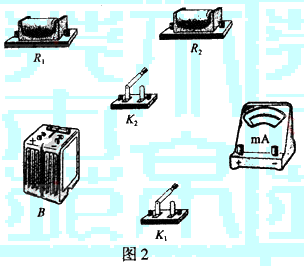 R₁
R₂
K₂
mA
+ −
B
K₁
图 2